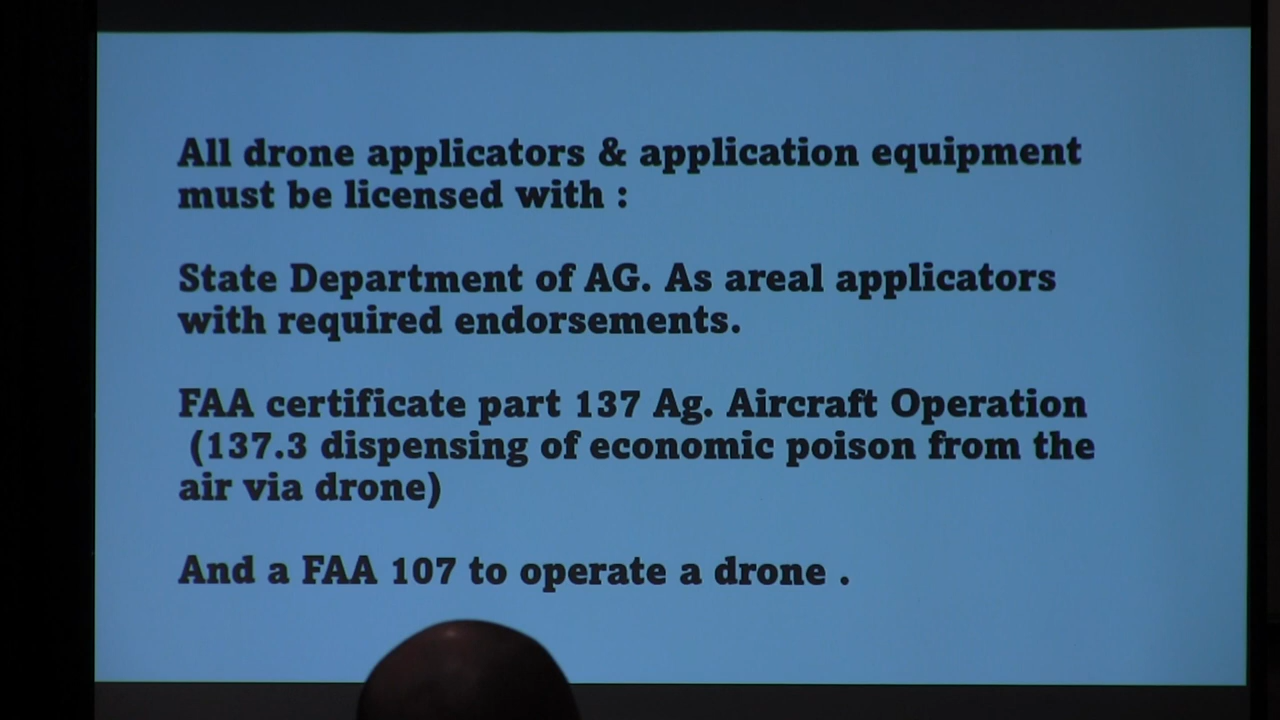 All drone applicators & application equipment
must be licensed with :
State Department of AG. As areal applicators
with required endorsements.
FAA certificate part 137 Ag. Aircraft Operation
(137.3 dispensing of economic poison from the
air via drone)
And a FAA 107 to operate a drone .